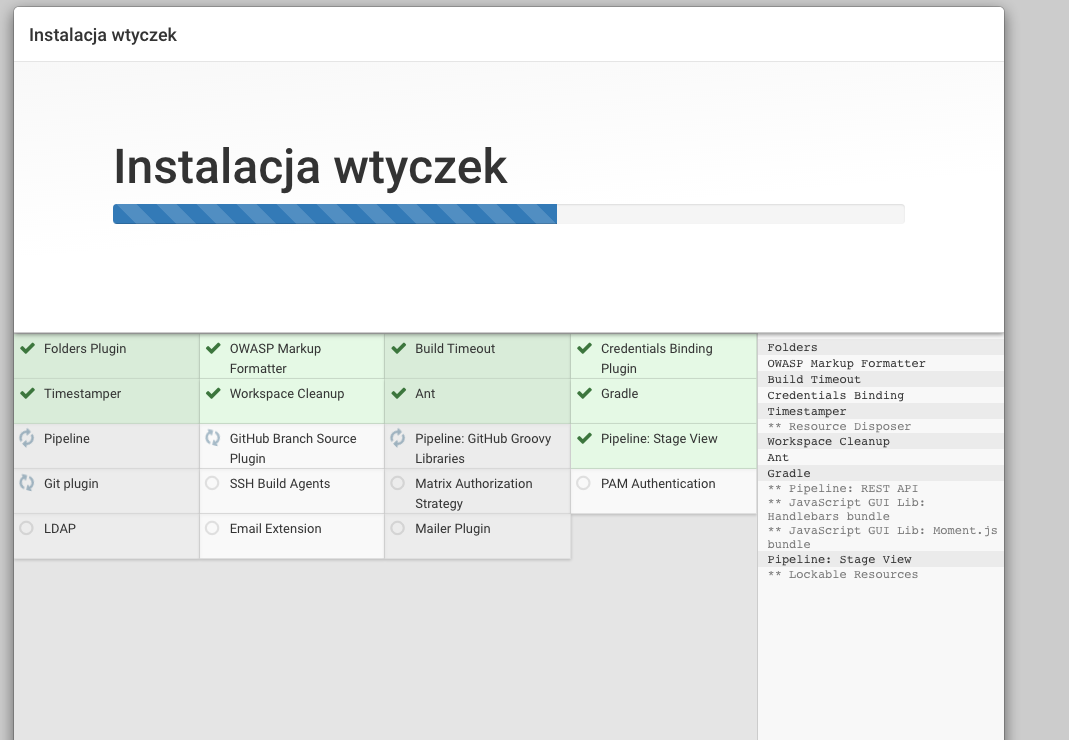 Instalacja wtyczek
Instalacja wtyczek
Folders Plugin
OWASP Markup
Formatter
Build Timeout
Credentials Binding
Plugin
Timestamper
Workspace Cleanup
Ant
Gradle
Pipeline
GitHub Branch Source
Plugin
Pipeline: GitHub Groovy
Libraries
Pipeline: Stage View
Git plugin
SSH Build Agents
Matrix Authorization
Strategy
PAM Authentication
LDAP
Email Extension
Mailer Plugin
Folders
OWASP Markup Formatter
Build Timeout
Credentials Binding
Timestamper
** Resource Disposer
Workspace Cleanup
Ant
Gradle
** Pipeline: REST API
** JavaScript GUI Lib:
Handlebars bundle
** JavaScript GUI Lib: Moment.js
bundle
Pipeline: Stage View
** Lockable Resources